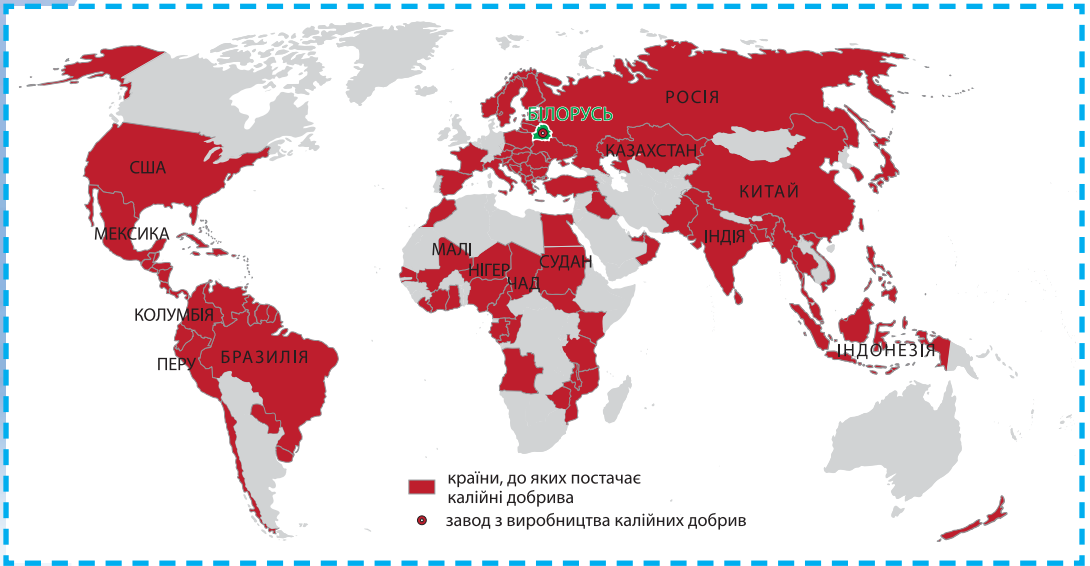 РОСІЯ
БІЛОРУСЬ
КАЗАХСТАН
США
КИТАЙ
МЕКСИКА
ІНДІЯ
МАЛІ
СУДАН
НІГЕР
ЧАД
КОЛУМБІЯ
ІНДОНЕЗІЯ
БРАЗИЛІЯ
ПЕРУ
країни, до яких постачає
калійні добрива
завод з виробництва калійних добрив